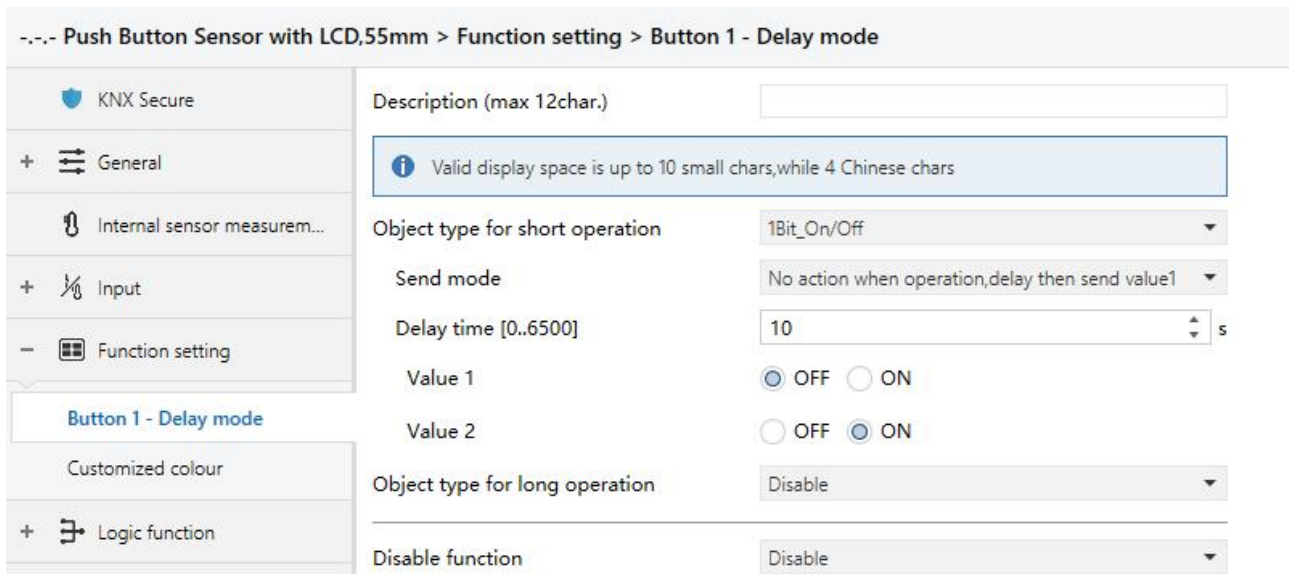 -.-.- Push Button Sensor with LCD,55mm > Function setting > Button 1 - Delay mode
KNX Secure
+ General
Internal sensor measurem...
+ Input
– Function setting
Button 1 - Delay mode
Customized colour
+ Logic function
Description (max 12char.)
Valid display space is up to 10 small chars,while 4 Chinese chars
Object type for short operation 1Bit_On/Off
Send mode No action when operation,delay then send value1
Delay time [0..6500] 10 s
Value 1 OFF ON
Value 2 OFF ON
Object type for long operation Disable
Disable function Disable